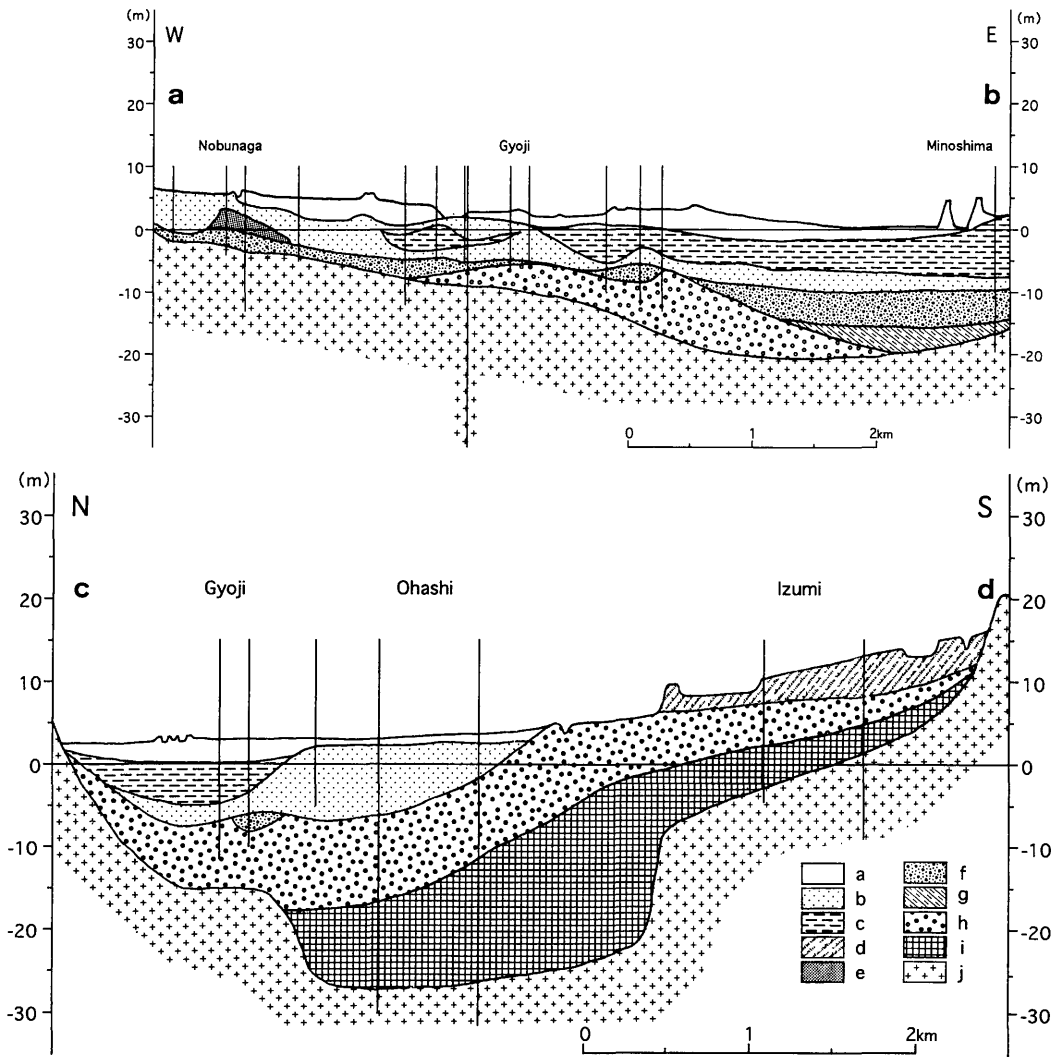 (m) (m)
W E
30 30
20 20
a b
Nobunaga Gyoji Minoshima
10 10
0 0
-10 -10
-20 -20
-30 -30
0 1 2km
(m) (m)
N S
30 30
c Gyoji Ohashi Izumi d
20 20
10 10
0 0
-10 -10
a f
b g
-20 c h -20
d i
e j
-30 -30
0 1 2km